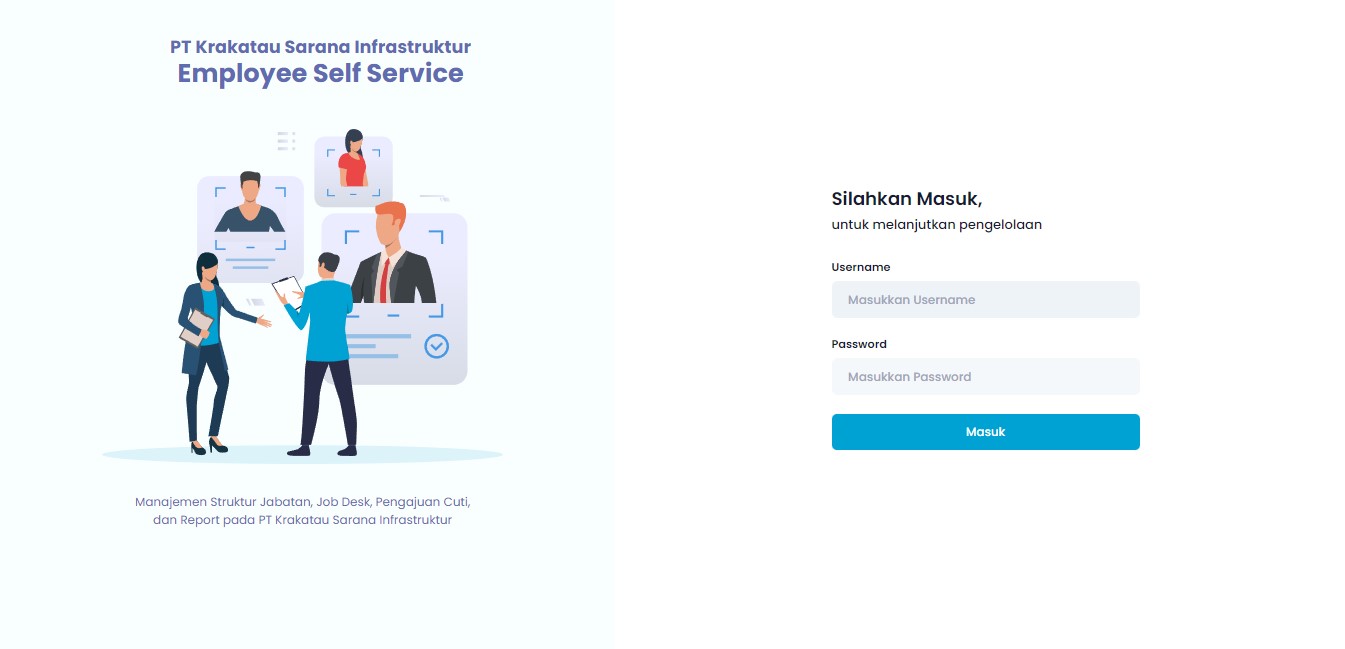 PT Krakatau Sarana Infrastruktur
Employee Self Service
Manajemen Struktur Jabatan, Job Desk, Pengajuan Cuti,
dan Report pada PT Krakatau Sarana Infrastruktur
Silahkan Masuk,
untuk melanjutkan pengelolaan
Username
Masukkan Username
Password
Masukkan Password
Masuk